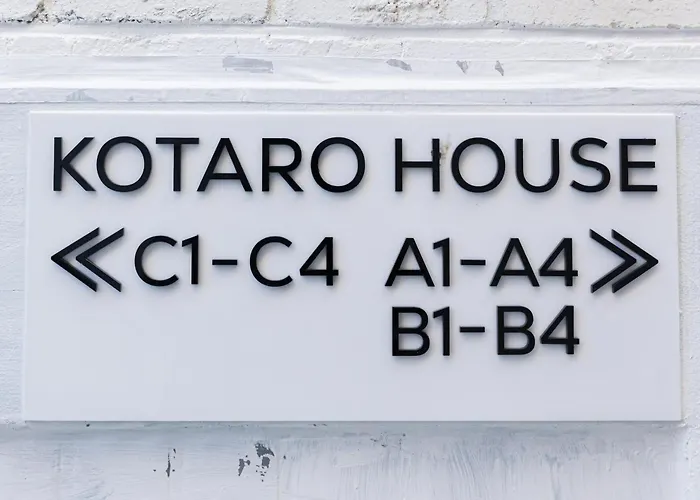 KOTARO HOUSE
« C1-C4 A1-A4 »
B1-B4